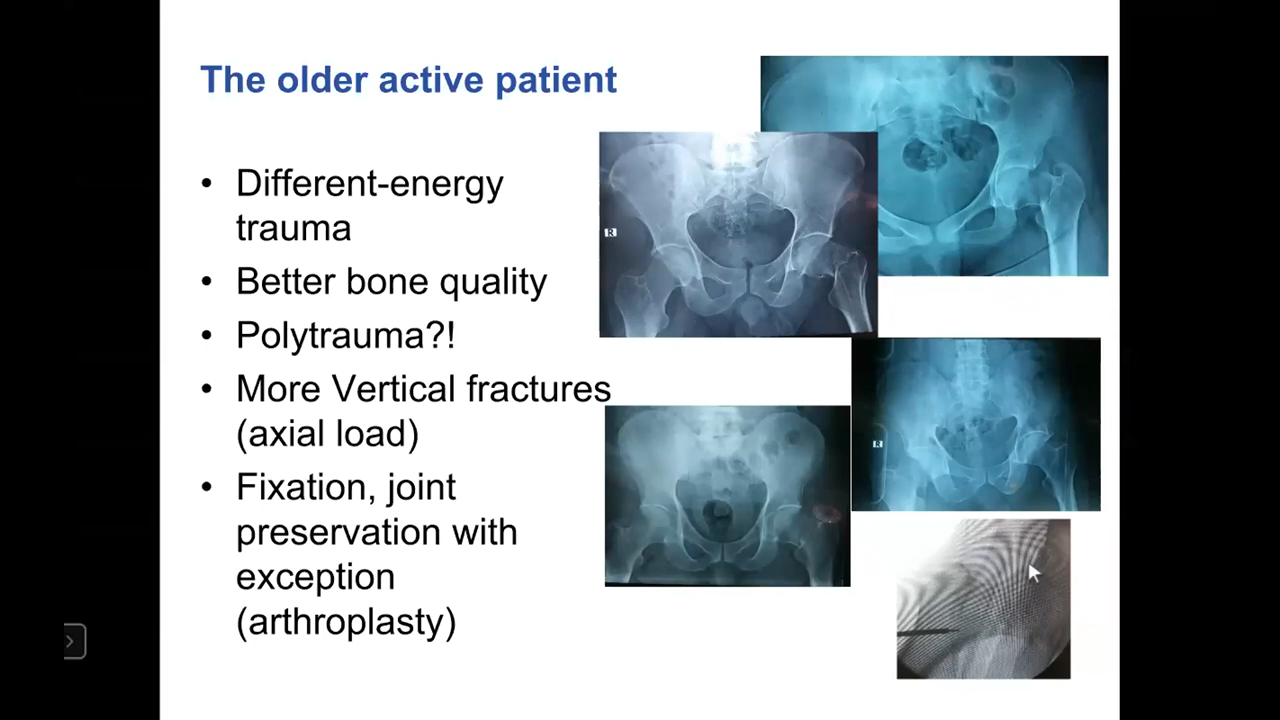 The older active patient
• Different-energy
trauma
• Better bone quality
• Polytrauma?!
• More Vertical fractures
(axial load)
• Fixation, joint
preservation with
exception
(arthroplasty)
R
R